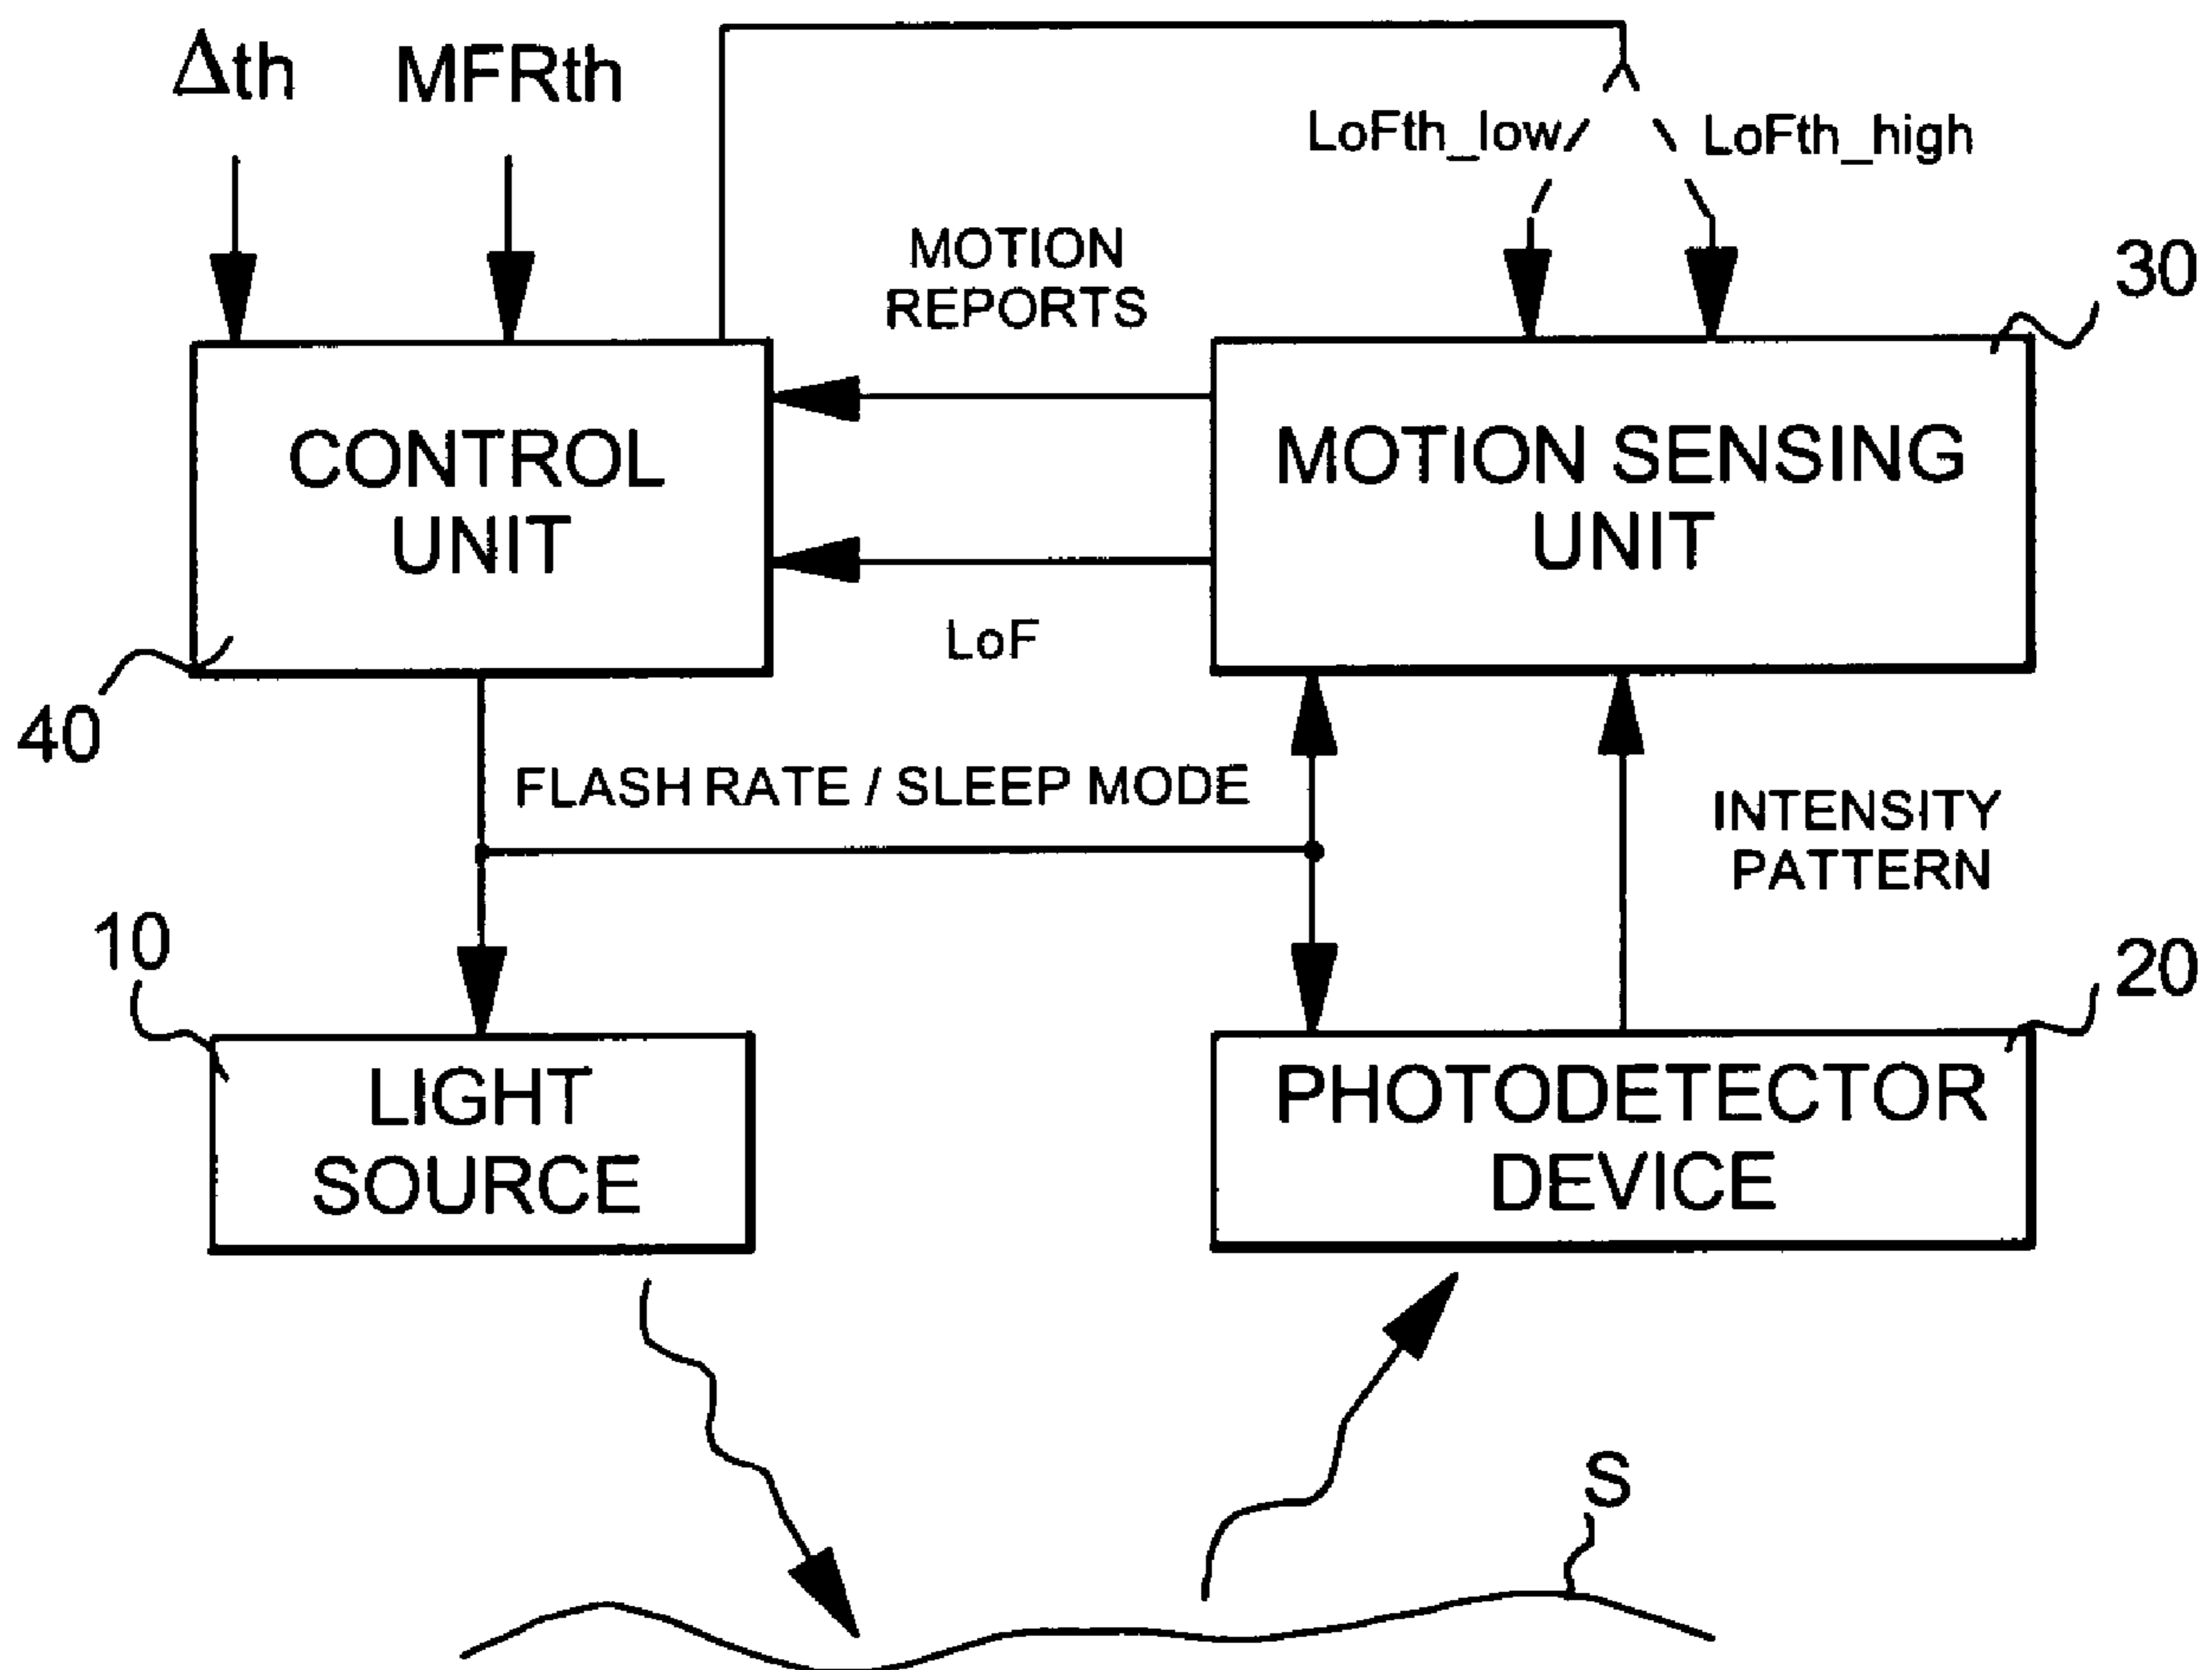 Δth
MFRth
LoFth_low
LoFth_high
MOTION
REPORTS
30
CONTROL
UNIT
MOTION SENSING
UNIT
LoF
40
FLASH RATE / SLEEP MODE
INTENSITY
PATTERN
10
20
LIGHT
SOURCE
PHOTODETECTOR
DEVICE
S